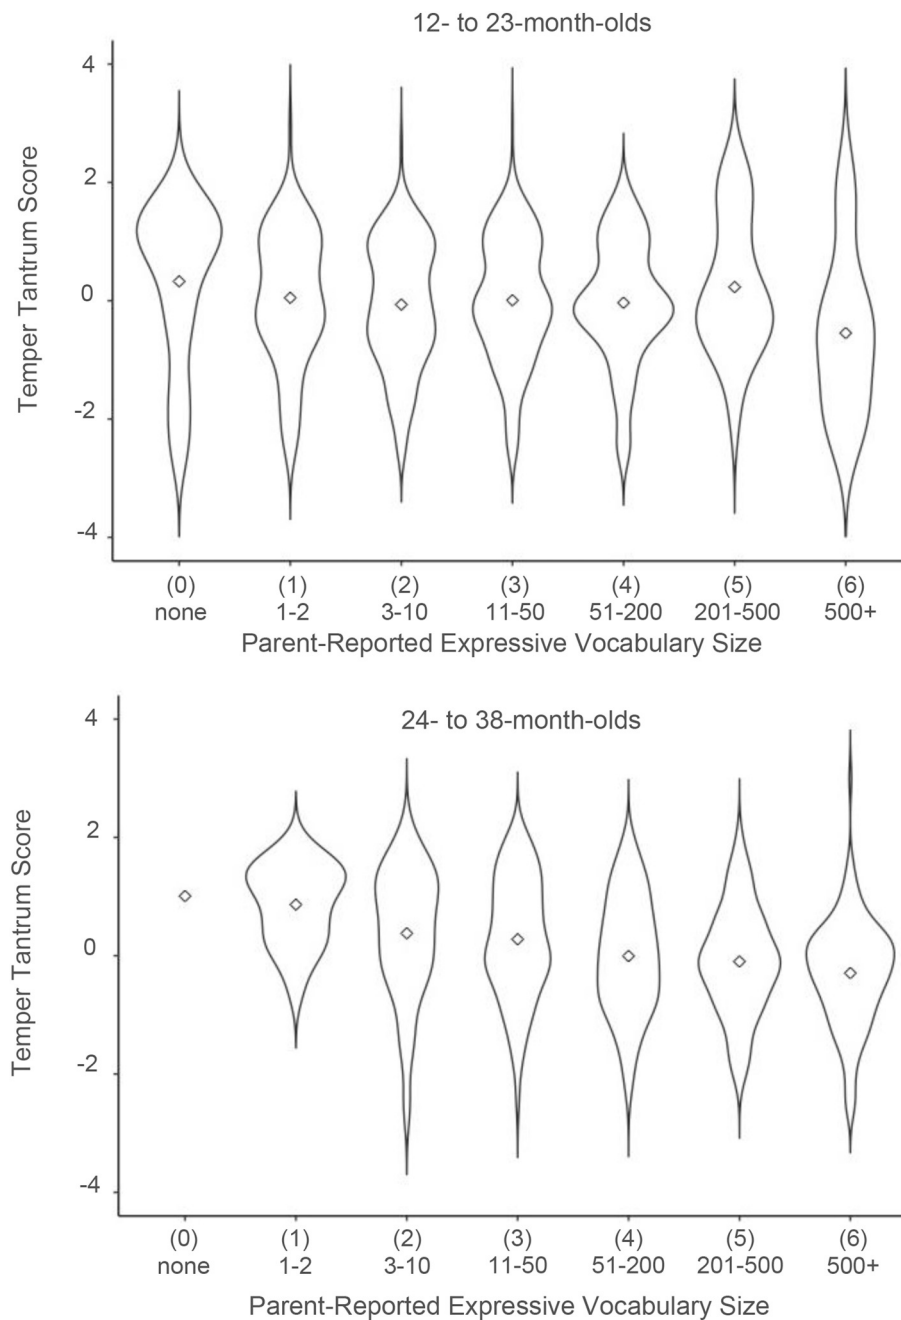 12- to 23-month-olds
Temper Tantrum Score
4
2
0
-2
-4
(0) (1) (2) (3) (4) (5) (6)
none 1-2 3-10 11-50 51-200 201-500 500+
Parent-Reported Expressive Vocabulary Size
24- to 38-month-olds
Temper Tantrum Score
4
2
0
-2
-4
(0) (1) (2) (3) (4) (5) (6)
none 1-2 3-10 11-50 51-200 201-500 500+
Parent-Reported Expressive Vocabulary Size